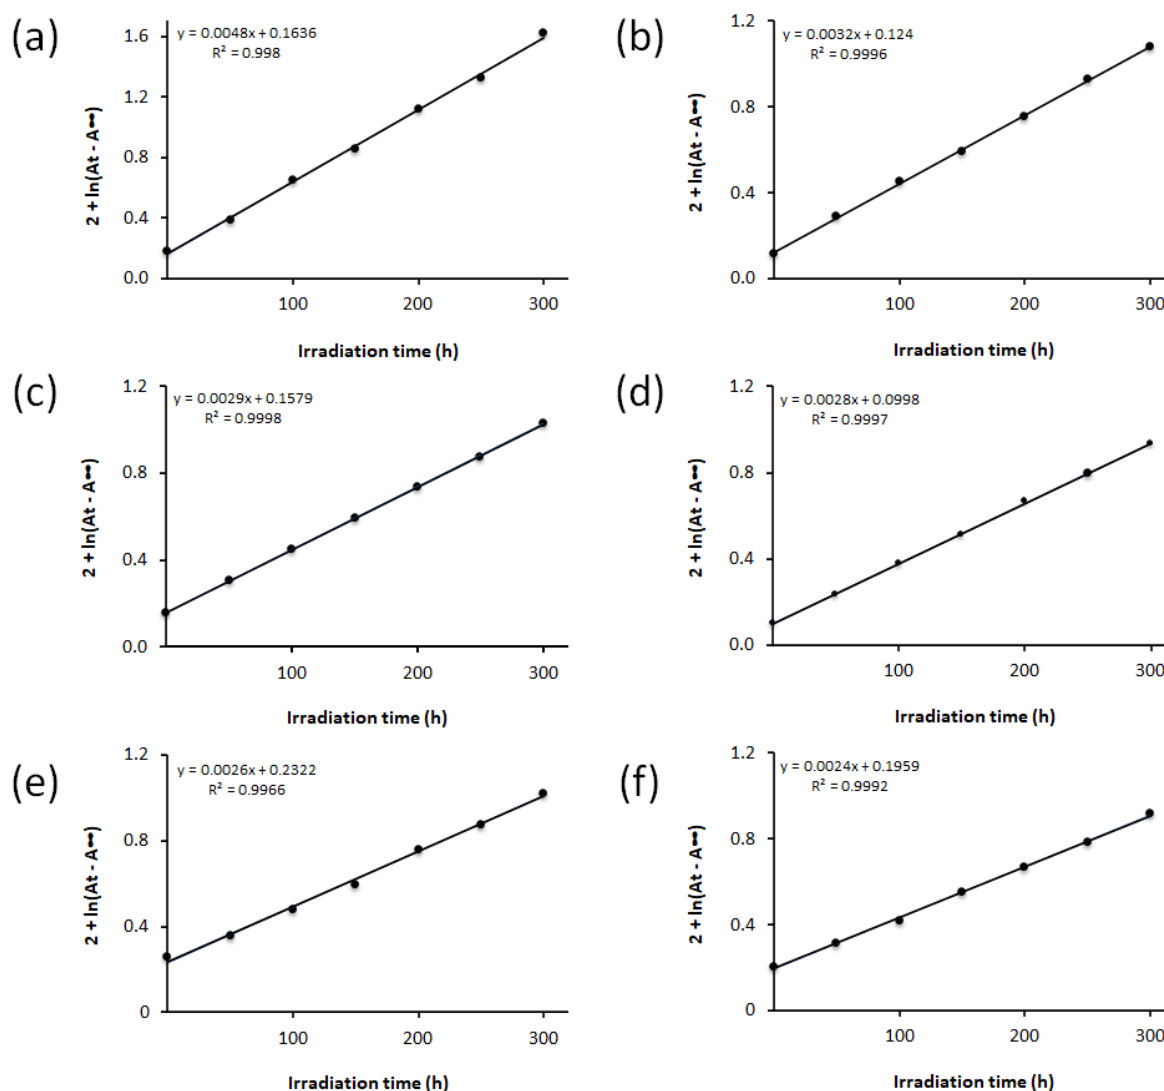 (a)
y = 0.0048x + 0.1636
R² = 0.998
2 + ln(At - A∞)
1.6
1.2
0.8
0.4
0.0
100 200 300
Irradiation time (h)
(b)
y = 0.0032x + 0.124
R² = 0.9996
2 + ln(At - A∞)
1.2
0.8
0.4
0.0
100 200 300
Irradiation time (h)
(c)
y = 0.0029x + 0.1579
R² = 0.9998
2 + ln(At - A∞)
1.2
0.8
0.4
0.0
100 200 300
Irradiation time (h)
(d)
y = 0.0028x + 0.0998
R² = 0.9997
2 + ln(At - A∞)
1.2
0.8
0.4
0.0
100 200 300
Irradiation time (h)
(e)
y = 0.0026x + 0.2322
R² = 0.9966
2 + ln(At - A∞)
1.2
0.8
0.4
0
100 200 300
Irradiation time (h)
(f)
y = 0.0024x + 0.1959
R² = 0.9992
2 + ln(At - A∞)
1.2
0.8
0.4
0
100 200 300
Irradiation time (h)